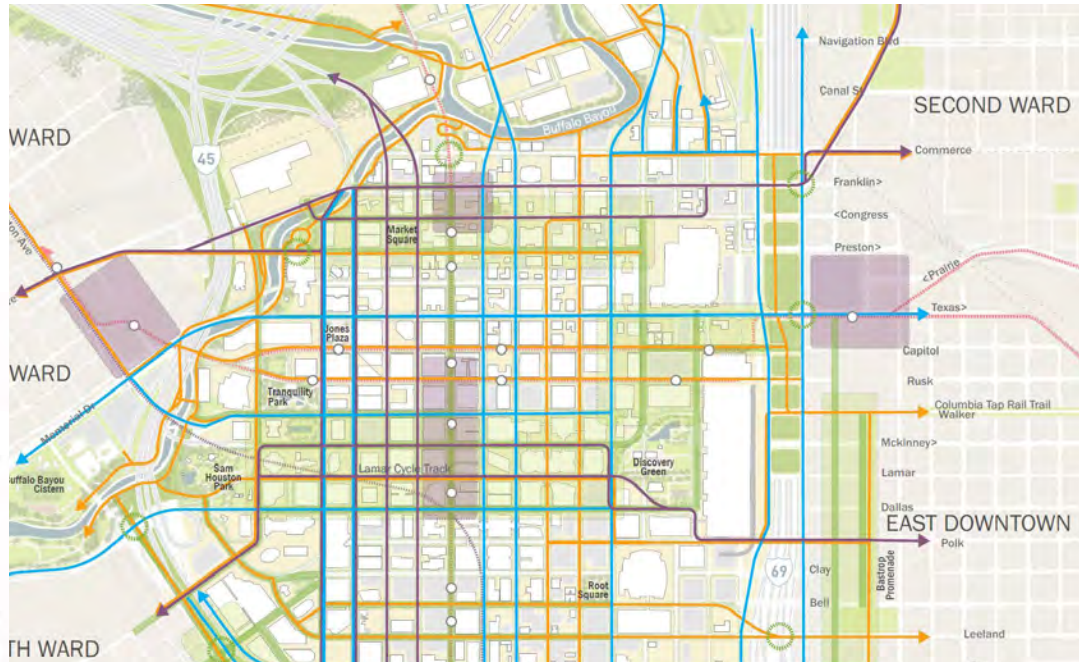 Navigation Blvd
Canal St
SECOND WARD
WARD
Buffalo Bayou
Commerce
45
Franklin>
<Congress
Market
Square
Preston>
<Prairie
Texas>
Jones
Plaza
Capitol
WARD
Rusk
Tranquility
Park
Columbia Tap Rail Trail
Walker
Memorial Dr
McKinney>
Sam
Houston
Park
Lamar Cycle Track
Discovery
Green
Lamar
Buffalo Bayou
Cistern
Dallas
EAST DOWNTOWN
Polk
69
Clay
Bastrop
Promenade
Root
Square
Bell
Leeland
TH WARD